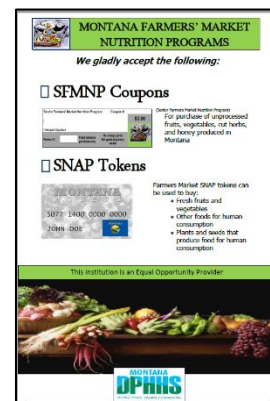 MONTANA FARMERS' MARKET
NUTRITION PROGRAMS
We gladly accept the following:
SFMNP Coupons
(Senior Farmers Market Nutrition Program)
For purchase of unprocessed
fruits, vegetables, cut herbs,
and honey produced in
Montana
$2.00
SNAP Tokens
MONTANA
5077 1400 0000 0000
JOHN DOE
Farmers Market SNAP tokens can
be used to buy:
Fresh fruits and
vegetables
Other foods for human
consumption
Plants and seeds that
produce food for human
consumption
This Institution is an Equal Opportunity Provider
MONTANA
DPHHS